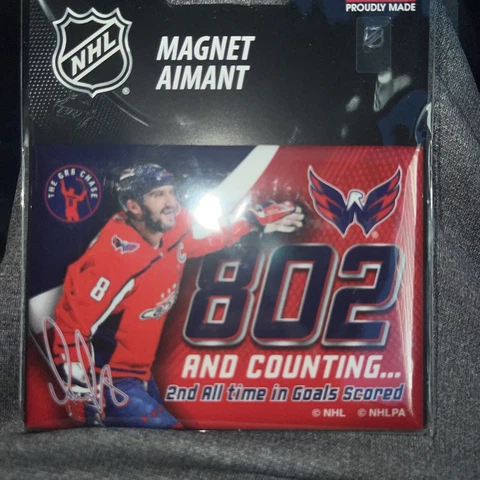 PROUDLY MADE
NHL
®
MAGNET
AIMANT
THE GR8 CHASE
W
®
8
C
802
AND COUNTING...
2nd All time in Goals Scored
© NHL © NHLPA